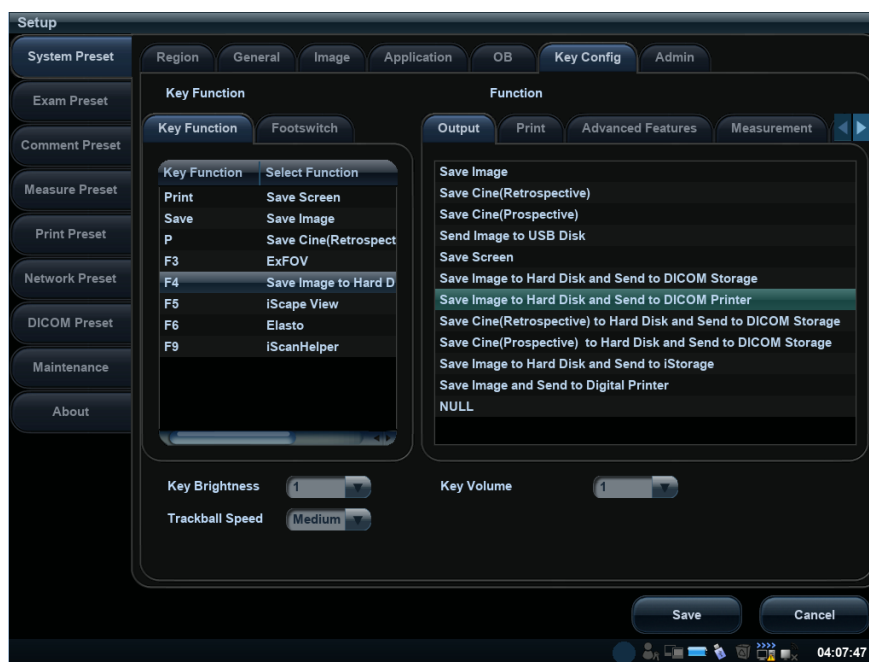 Setup
System Preset
Exam Preset
Comment Preset
Measure Preset
Print Preset
Network Preset
DICOM Preset
Maintenance
About
Region General Image Application OB Key Config Admin
Key Function Function
Key Function Footswitch
Output Print Advanced Features Measurement
Key Function Select Function
Print Save Screen
Save Save Image
P Save Cine(Retrospect
F3 ExFOV
F4 Save Image to Hard D
F5 iScape View
F6 Elasto
F9 iScanHelper
Save Image
Save Cine(Retrospective)
Save Cine(Prospective)
Send Image to USB Disk
Save Screen
Save Image to Hard Disk and Send to DICOM Storage
Save Image to Hard Disk and Send to DICOM Printer
Save Cine(Retrospective) to Hard Disk and Send to DICOM Storage
Save Cine(Prospective) to Hard Disk and Send to DICOM Storage
Save Image to Hard Disk and Send to iStorage
Save Image and Send to Digital Printer
NULL
Key Brightness 1
Key Volume 1
Trackball Speed Medium
Save Cancel
04:07:47